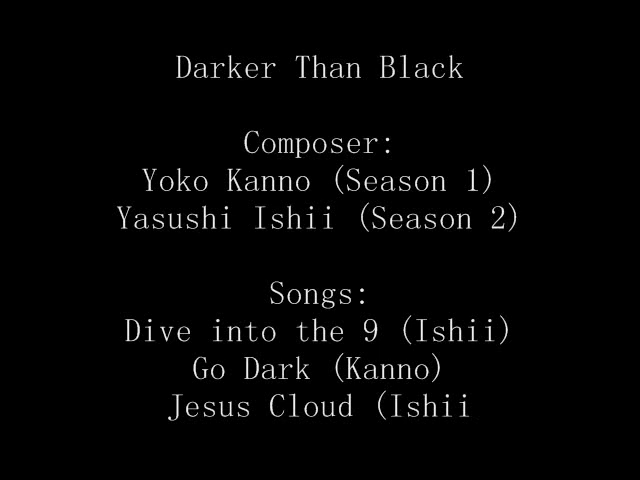 Darker Than Black
Composer:
Yoko Kanno (Season 1)
Yasushi Ishii (Season 2)
Songs:
Dive into the 9 (Ishii)
Go Dark (Kanno)
Jesus Cloud (Ishii